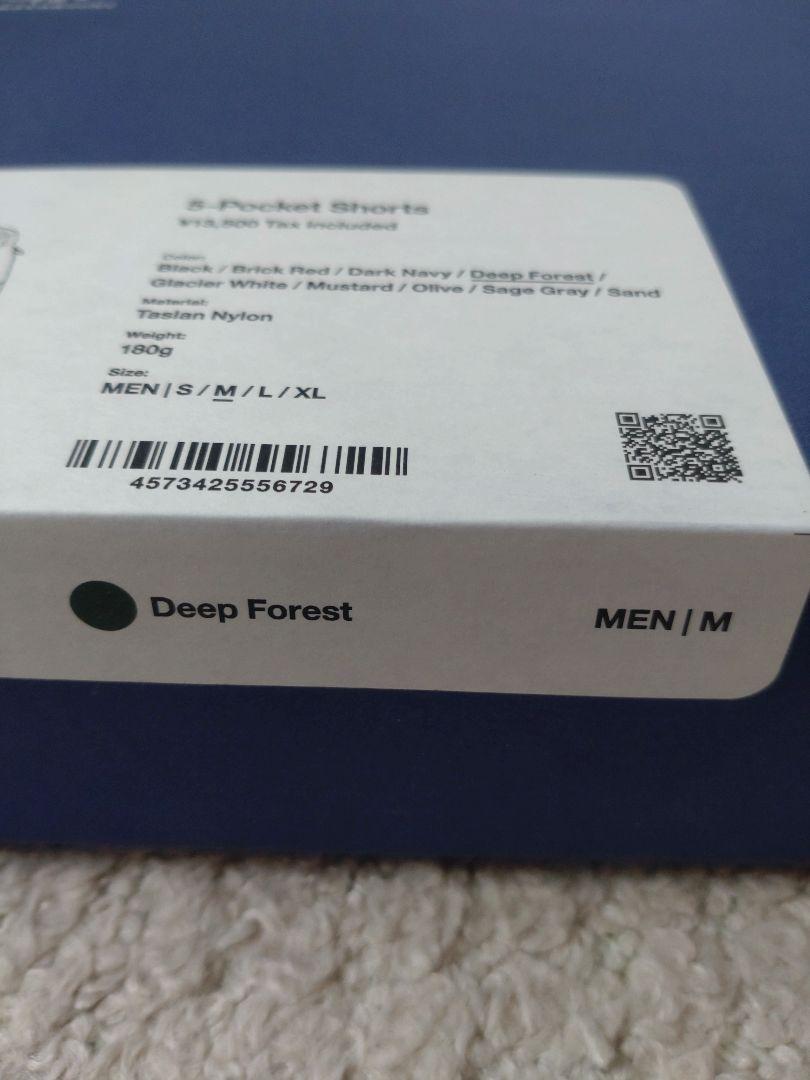 5-Pocket Shorts
¥13,500 Tax included
Color:
Black / Brick Red / Dark Navy / Deep Forest /
Glacier White / Mustard / Olive / Sage Gray / Sand
Material:
Taslan Nylon
Weight:
180g
Size:
MEN | S / M / L / XL
4573425556729
Deep Forest
MEN | M